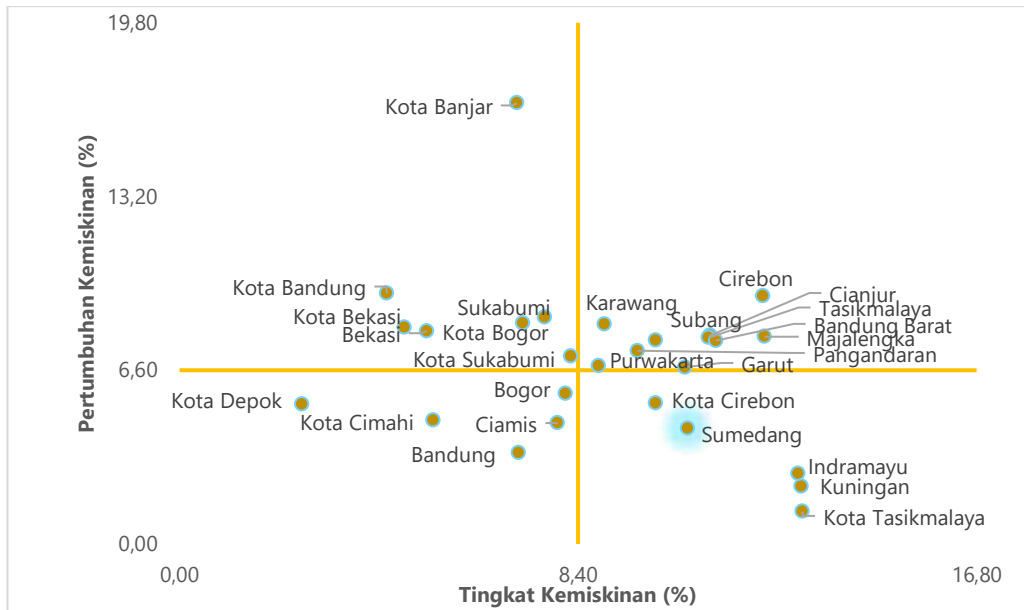 19,80
Kota Banjar
13,20
Pertumbuhan Kemiskinan (%)
Kota Bandung
Cirebon
Cianjur
Karawang
Sukabumi
Tasikmalaya
Kota Bekasi
Subang
Bandung Barat
Bekasi
Kota Bogor
Majalengka
Kota Sukabumi
Purwakarta
Pangandaran
6,60
Garut
Bogor
Kota Depok
Kota Cirebon
Kota Cimahi
Ciamis
Sumedang
Bandung
Indramayu
Kuningan
Kota Tasikmalaya
0,00
0,00
8,40
16,80
Tingkat Kemiskinan (%)